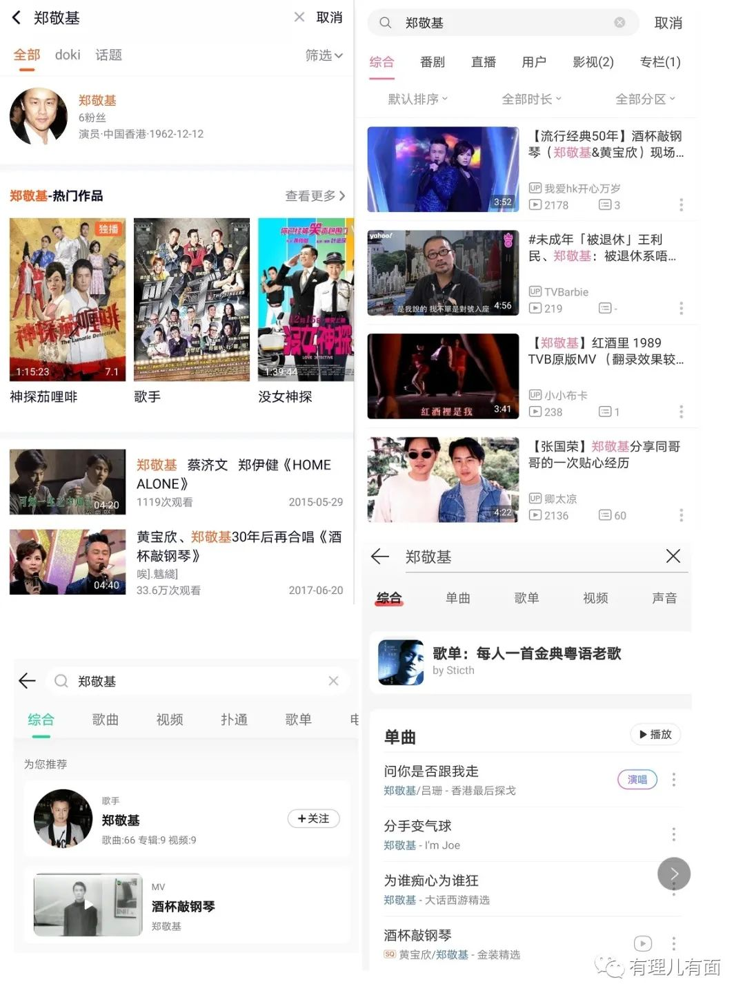 郑敬基
取消
全部 doki 话题 筛选
郑敬基
6粉丝
演员·中国香港·1962-12-12
郑敬基-热门作品 查看更多
独播
神探茄喱啡
The Lunatic Detective
1:15:23 7.1
歌手
THE SINGERS
12月15日
没女神探
LOVE DETECTIVE
1:39:44
神探茄哩啡 歌手 没女神探
04:20
郑敬基 蔡济文 郑伊健《HOME
ALONE》
1119次观看 2015-05-29
04:40
黄宝欣、郑敬基30年后再合唱《酒
杯敲钢琴》
33.6万次观看 2017-06-20
郑敬基 取消
综合 番剧 直播 用户 影视(2) 专栏(1)
默认排序 全部时长 全部分区
3:52
【流行经典50年】酒杯敲钢
琴（郑敬基&黄宝欣）现场...
UP 我爱hk开心万岁
2178 3
yahoo!
是我說的 我不單是對號入座
4:56
#未成年「被退休」王利
民、郑敬基：被退休系唔...
UP TVBarbie
219 -
紅酒裡是我
3:41
【郑敬基】红酒里 1989
TVB原版MV （翻录效果较...
UP 小小布卡
238 1
4:22
【张国荣】郑敬基分享同哥
哥的一次贴心经历
UP 卿太凉
2136 60
郑敬基
综合 单曲 歌单 视频 声音
歌单：每人一首金典粤语老歌
by Sticth
单曲 播放
问你是否跟我走
郑敬基/吕珊 - 香港最后探戈
演唱
分手变气球
郑敬基 - I'm Joe
为谁痴心为谁狂
郑敬基 - 大话西游精选
酒杯敲钢琴
SQ 黄宝欣/郑敬基 - 金装精选
郑敬基
综合 歌曲 视频 扑通 歌单
为您推荐
歌手
郑敬基
歌曲:66 专辑:9 视频:9
+关注
MV
酒杯敲钢琴
郑敬基
有理儿有面